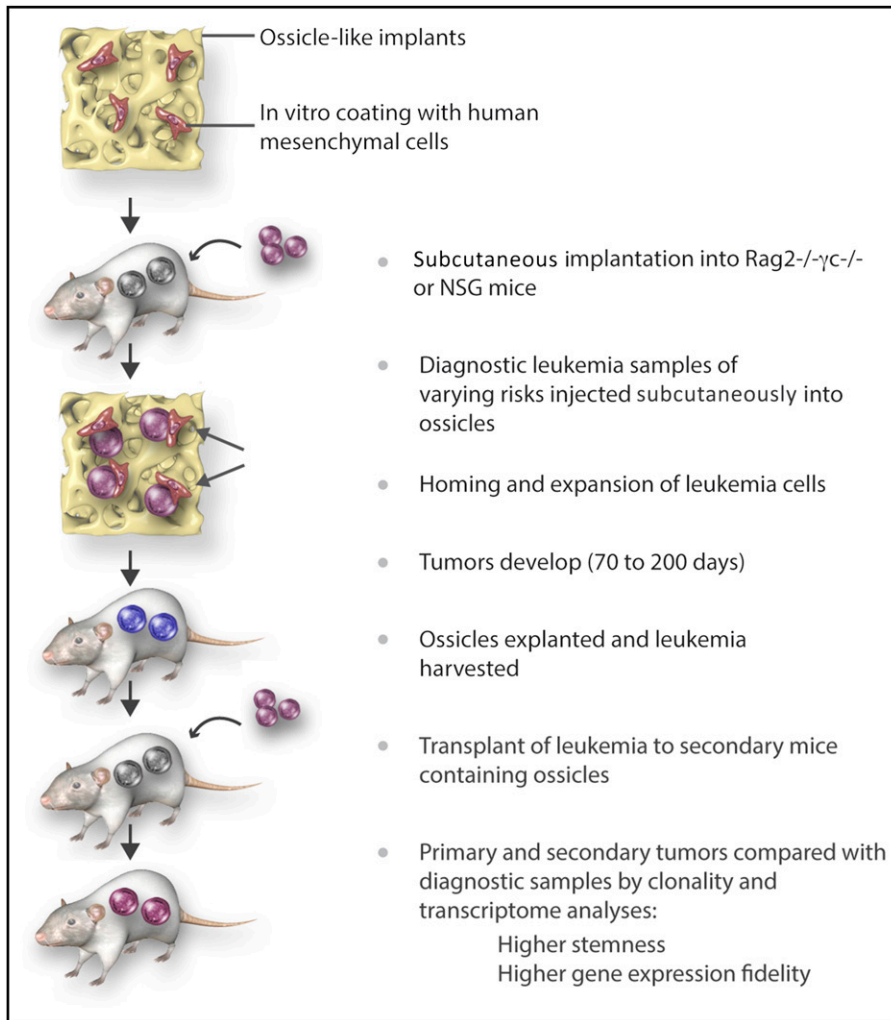 Ossicle-like implants
In vitro coating with human
mesenchymal cells
• Subcutaneous implantation into Rag2-/-γc-/-
or NSG mice
• Diagnostic leukemia samples of
varying risks injected subcutaneously into
ossicles
• Homing and expansion of leukemia cells
• Tumors develop (70 to 200 days)
• Ossicles explanted and leukemia
harvested
• Transplant of leukemia to secondary mice
containing ossicles
• Primary and secondary tumors compared with
diagnostic samples by clonality and
transcriptome analyses:
Higher stemness
Higher gene expression fidelity